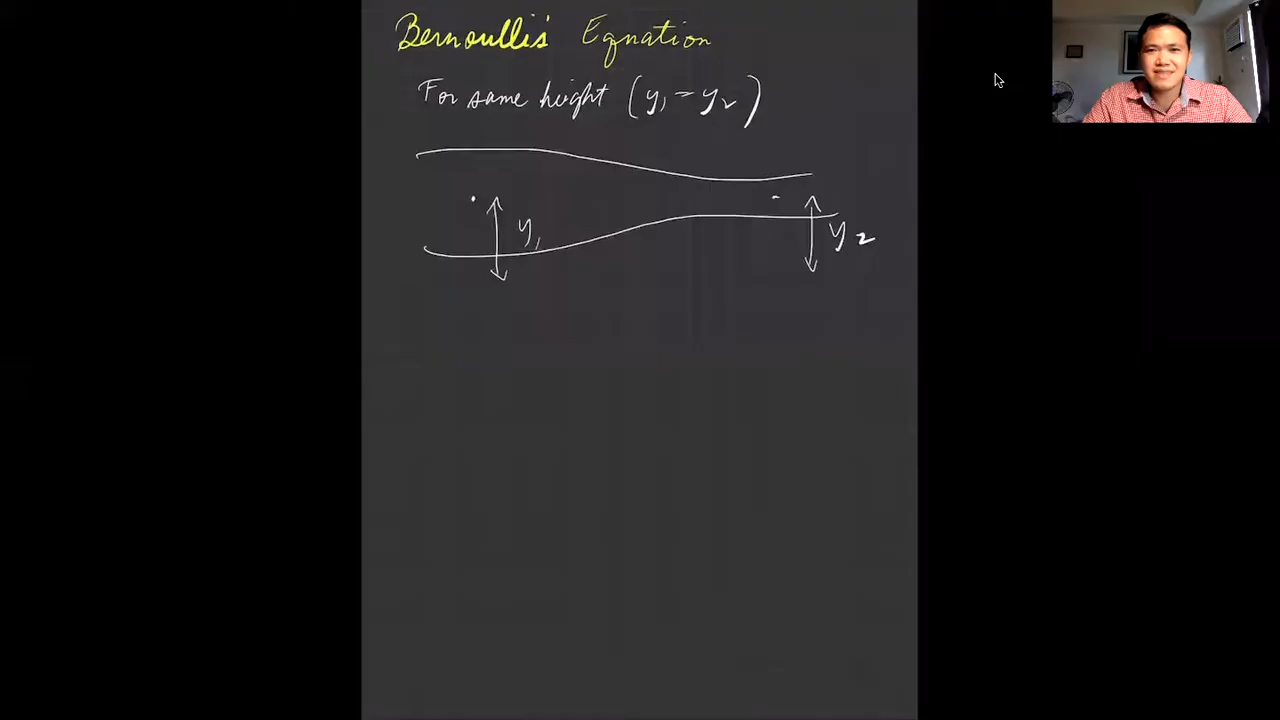 Bernoulli's Equation
For same height (y₁ = y₂)
y₁
y₂